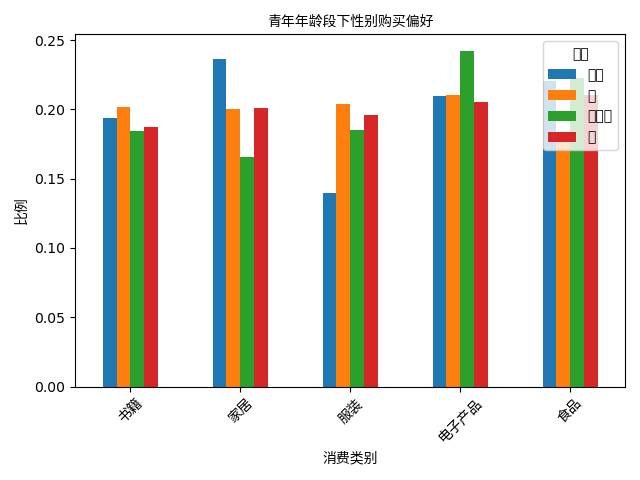 青年年龄段下性别购买偏好
比例
0.25
0.20
0.15
0.10
0.05
0.00
书籍
家居
服装
电子产品
食品
消费类别